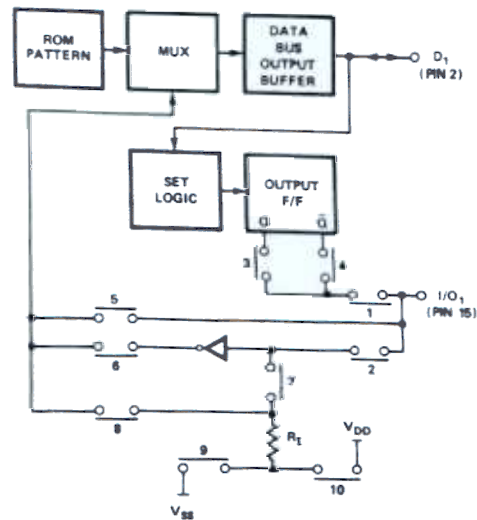 ROM
PATTERN
MUX
DATA
BUS
OUTPUT
BUFFER
D1
(PIN 2)
SET
LOGIC
OUTPUT
F/F
Q
Q̅
3
4
1
I/O1
(PIN 15)
5
6
2
7
8
RI
VDD
9
10
VSS